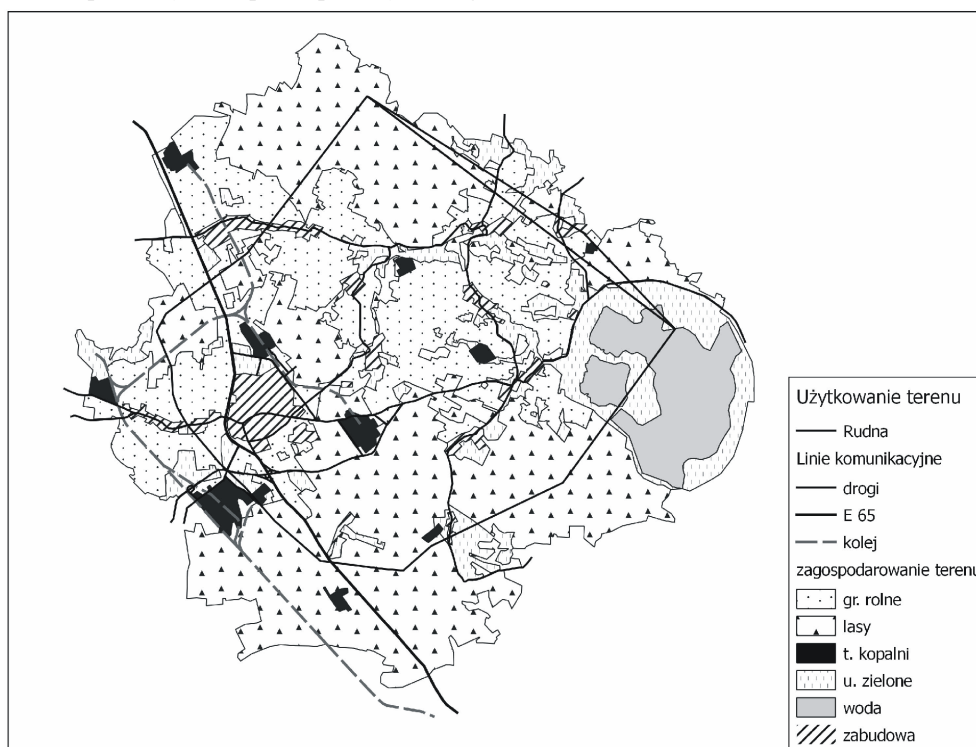 Użytkowanie terenu
Rudna
Linie komunikacyjne
drogi
E 65
kolej
zagospodarowanie terenu
gr. rolne
lasy
t. kopalni
u. zielone
woda
zabudowa